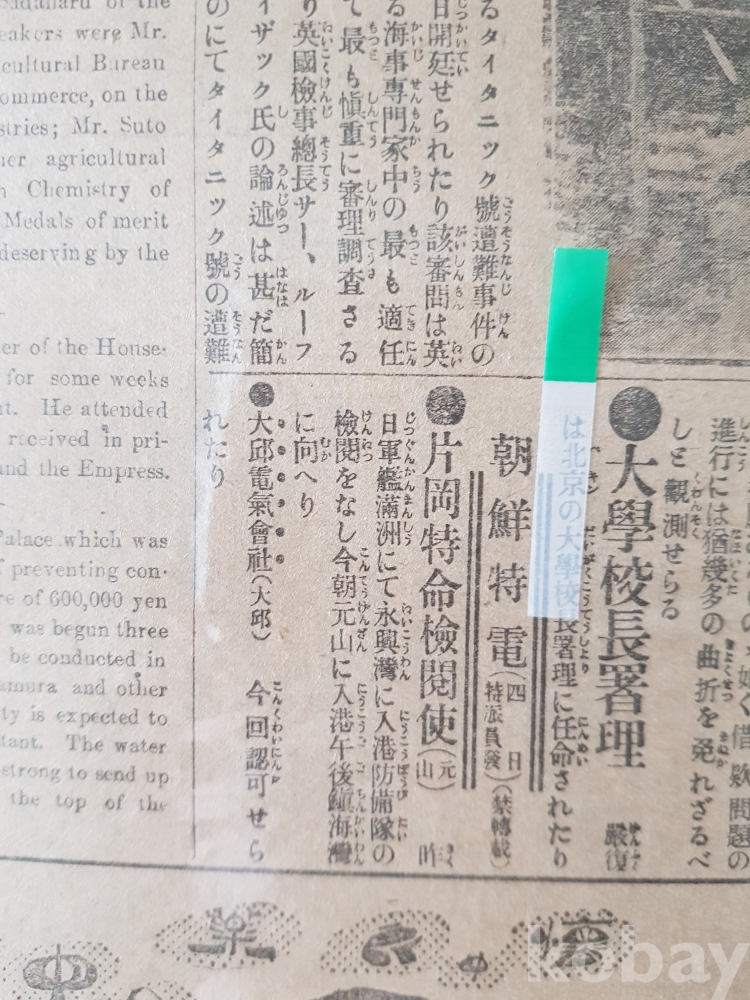 er of the House-
for some weeks
nt. He attended
received in pri-
and the Empress.
Palace which was
f preventing con-
re of 600,000 yen
was begun three
be conducted in
amura and other
ty is expected to
tant. The water
strong to send up
the top of the
eakers were Mr.
cultural Bureau
ommerce, on the
stries; Mr. Suto
ner agricultural
n Chemistry of
Medals of merit
deserving by the
るタイタニック號遭難事件の
日開廷せられたり該審問は英
る海事專門家中の最も適任
て最も愼重に審理調査さる
り英國檢事總長サー、ルーフ
イザック氏の論述は甚だ簡
のにてタイタニック號の遭難
進行には猶幾多の曲折を免れざるべ
しと觀測せらる
●大學校長署理 嚴復
は北京の大學校長署理に任命されたり
朝鮮特電(四日特派員發)(禁轉載)
●片岡特命檢閱使(元山) 昨
日軍艦滿洲にて永興灣に入港防備隊の
檢閱をなし今朝元山に入港午後鎭海灣
に向へり
●大邱電氣會社(大邱) 今回認可せら
れたり
kobay